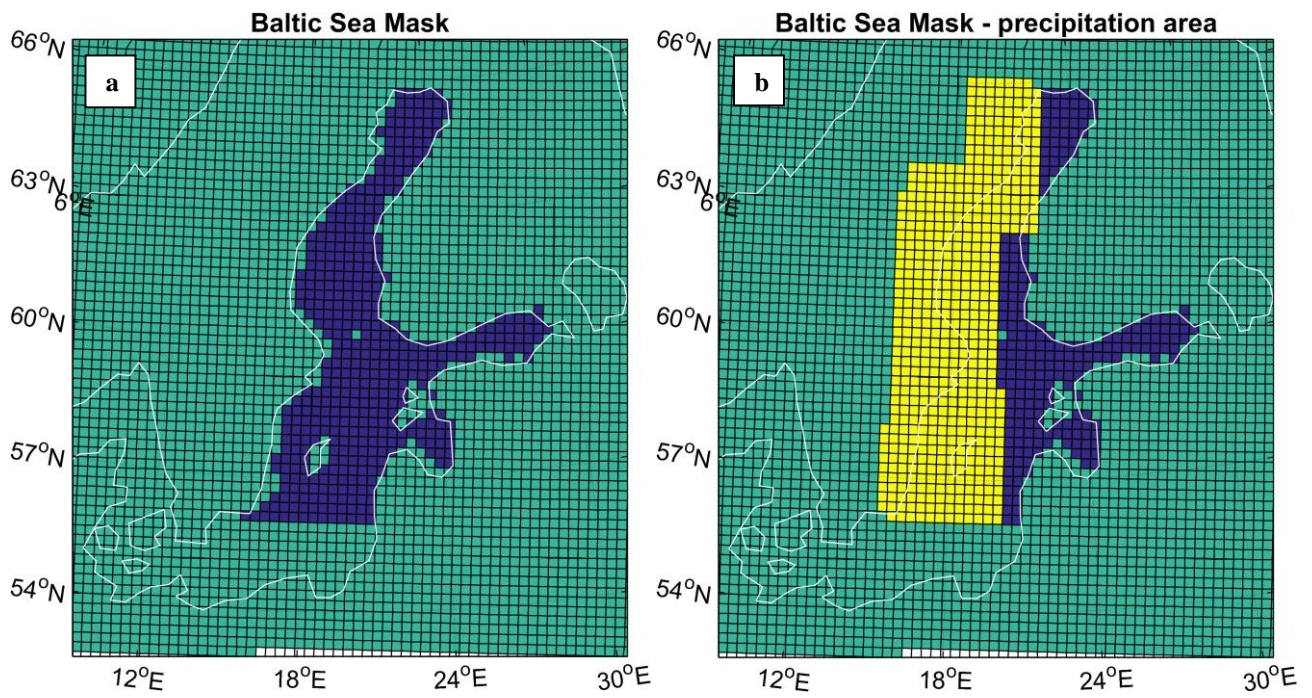 Baltic Sea Mask
66°N
a
63°N
6°E
60°N
57°N
54°N
12°E
18°E
24°E
30°E
Baltic Sea Mask - precipitation area
66°N
b
63°N
6°E
60°N
57°N
54°N
12°E
18°E
24°E
30°E